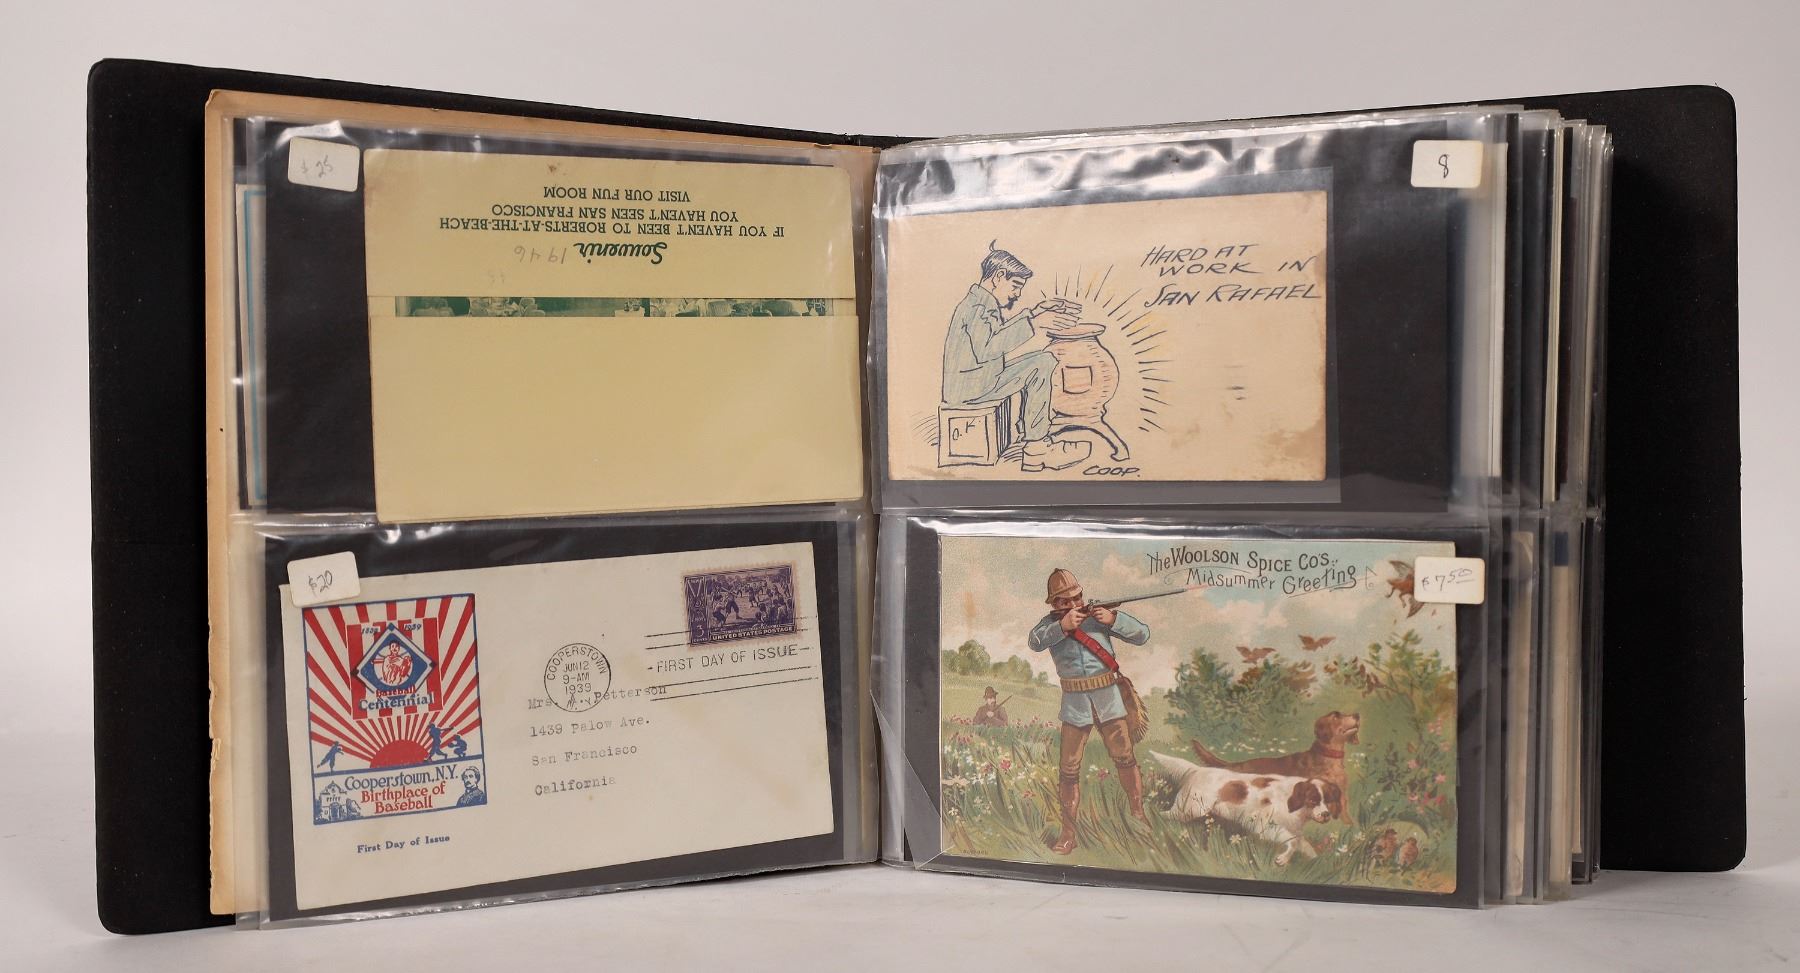 $25
Souvenir
1946
IF YOU HAVEN'T BEEN TO ROBERTS-AT-THE-BEACH
YOU HAVEN'T SEEN SAN FRANCISCO
VISIT OUR FUN ROOM
8
HARD AT
WORK IN
SAN RAFAEL
O.K
COOP.
$20
1839 1939
Baseball
Centennial
Cooperstown, N.Y.
Birthplace of
Baseball
First Day of Issue
COOPERSTOWN
JUN 12
9-AM
1939
N.Y.
3
CENTS
UNITED STATES POSTAGE
FIRST DAY OF ISSUE
Mrs. Petterson
1439 Palow Ave.
San Francisco
California
The WOOLSON SPICE CO'S.
Midsummer Greeting
$7.50